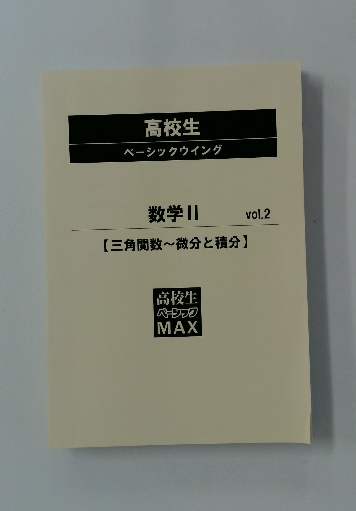 高校生
ベーシックウイング
数学II vol.2
【三角関数～微分と積分】
高校生
ベーシック
MAX